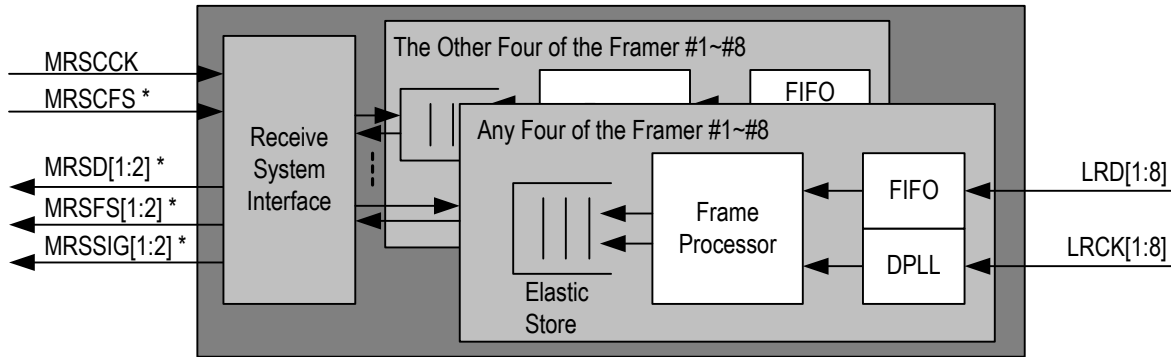 MRSCCK
MRSCFS *
MRSD[1:2] *
MRSFS[1:2] *
MRSSIG[1:2] *
Receive
System
Interface
The Other Four of the Framer #1~#8
FIFO
Any Four of the Framer #1~#8
Elastic
Store
Frame
Processor
FIFO
DPLL
LRD[1:8]
LRCK[1:8]